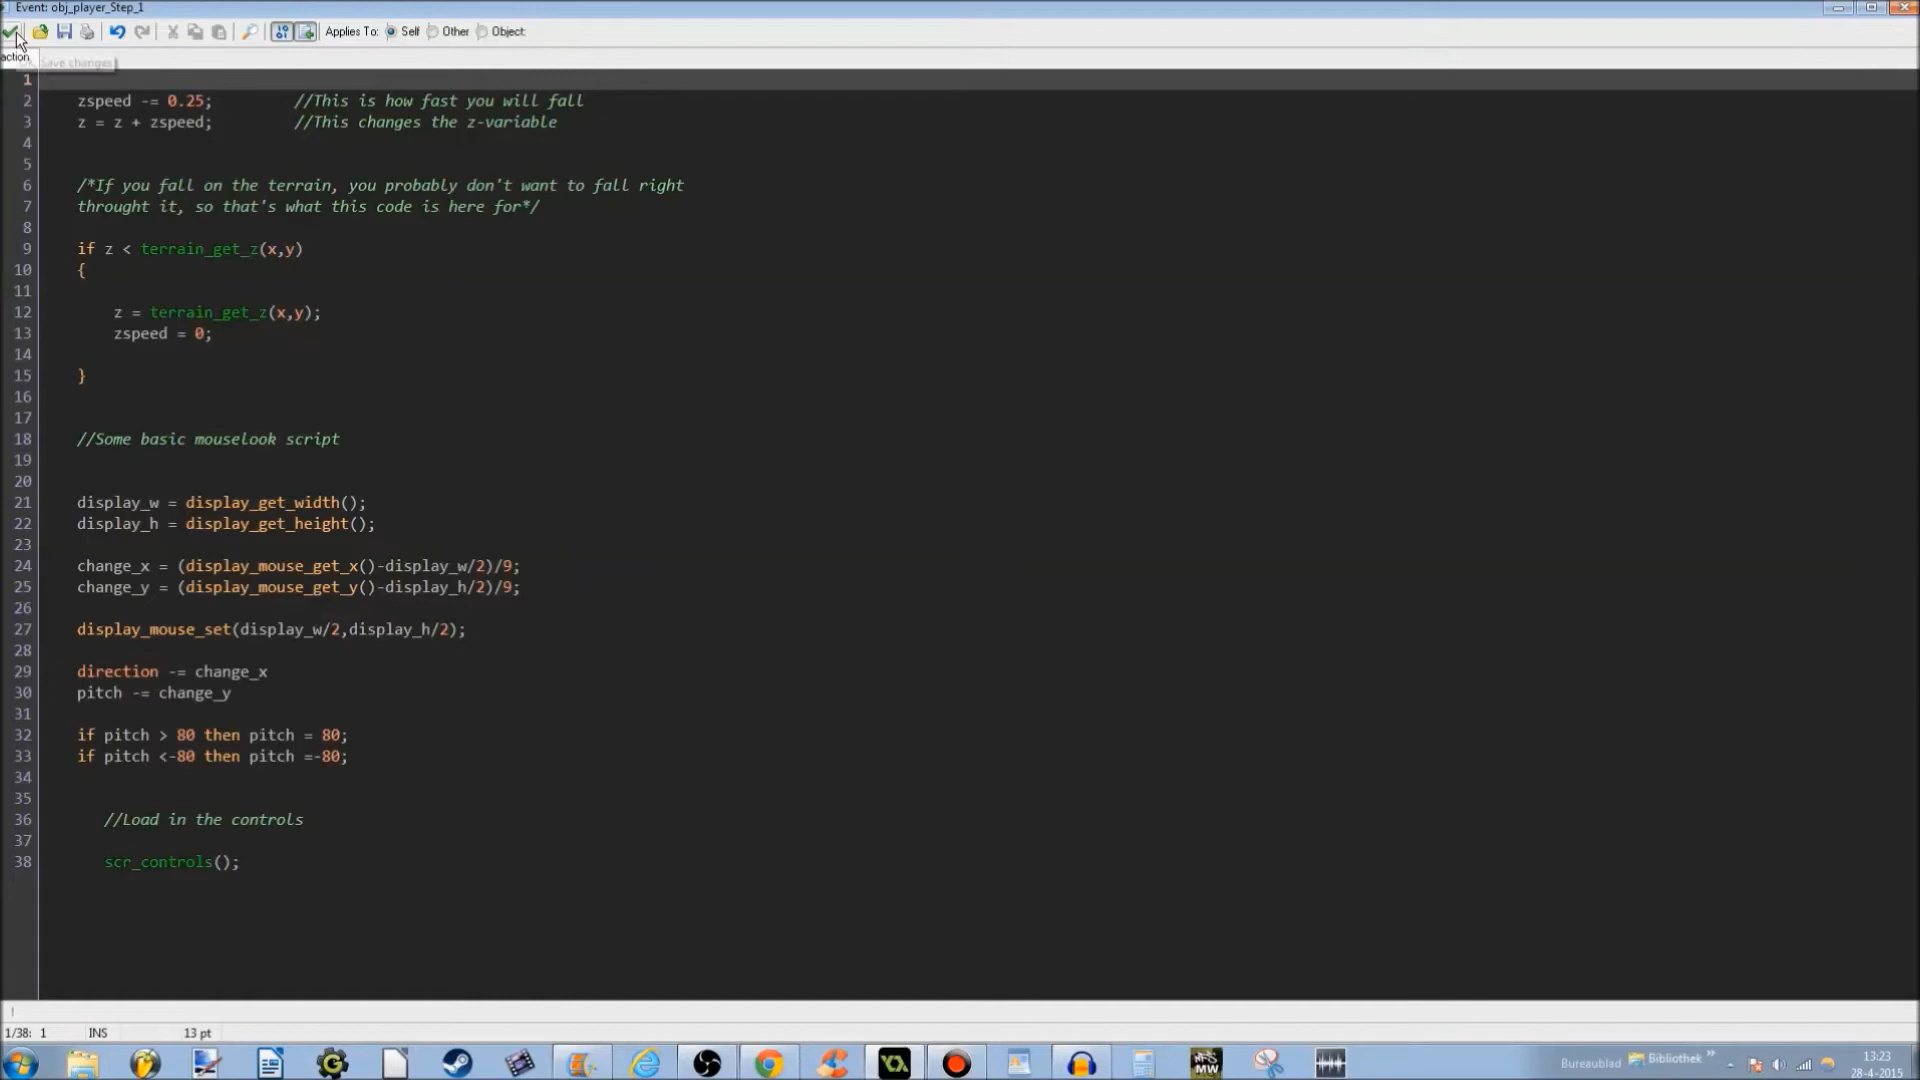 Event: obj_player_Step_1
Applies To: Self Other Object:
action Save changes
1
2 zspeed -= 0.25; //This is how fast you will fall
3 z = z + zspeed; //This changes the z-variable
4
5
6 /*If you fall on the terrain, you probably don't want to fall right
7 throught it, so that's what this code is here for*/
8
9 if z < terrain_get_z(x,y)
10 {
11
12 z = terrain_get_z(x,y);
13 zspeed = 0;
14
15 }
16
17
18 //Some basic mouselook script
19
20
21 display_w = display_get_width();
22 display_h = display_get_height();
23
24 change_x = (display_mouse_get_x()-display_w/2)/9;
25 change_y = (display_mouse_get_y()-display_h/2)/9;
26
27 display_mouse_set(display_w/2,display_h/2);
28
29 direction -= change_x
30 pitch -= change_y
31
32 if pitch > 80 then pitch = 80;
33 if pitch <-80 then pitch =-80;
34
35
36 //Load in the controls
37
38 scr_controls();
1/38: 1 INS 13 pt
Bureaublad Bibliothek »
MW
13:23
28-4-2015